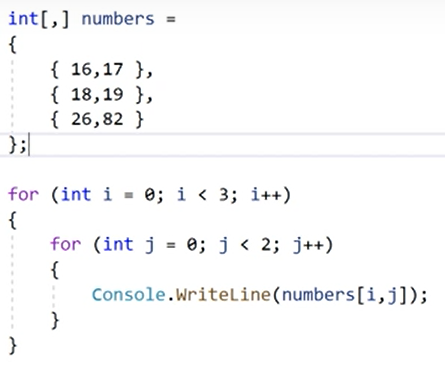 int[,] numbers =
{
    { 16,17 },
    { 18,19 },
    { 26,82 }
};
for (int i = 0; i < 3; i++)
{
    for (int j = 0; j < 2; j++)
    {
        Console.WriteLine(numbers[i,j]);
    }
}